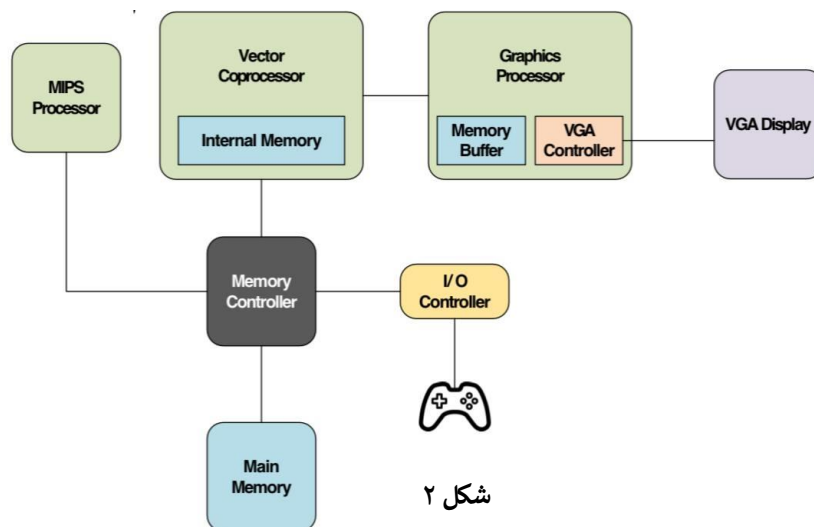 MIPS
Processor
Vector
Coprocessor
Internal Memory
Graphics
Processor
Memory
Buffer
VGA
Controller
VGA Display
Memory
Controller
I/O
Controller
Main
Memory
شکل ۲